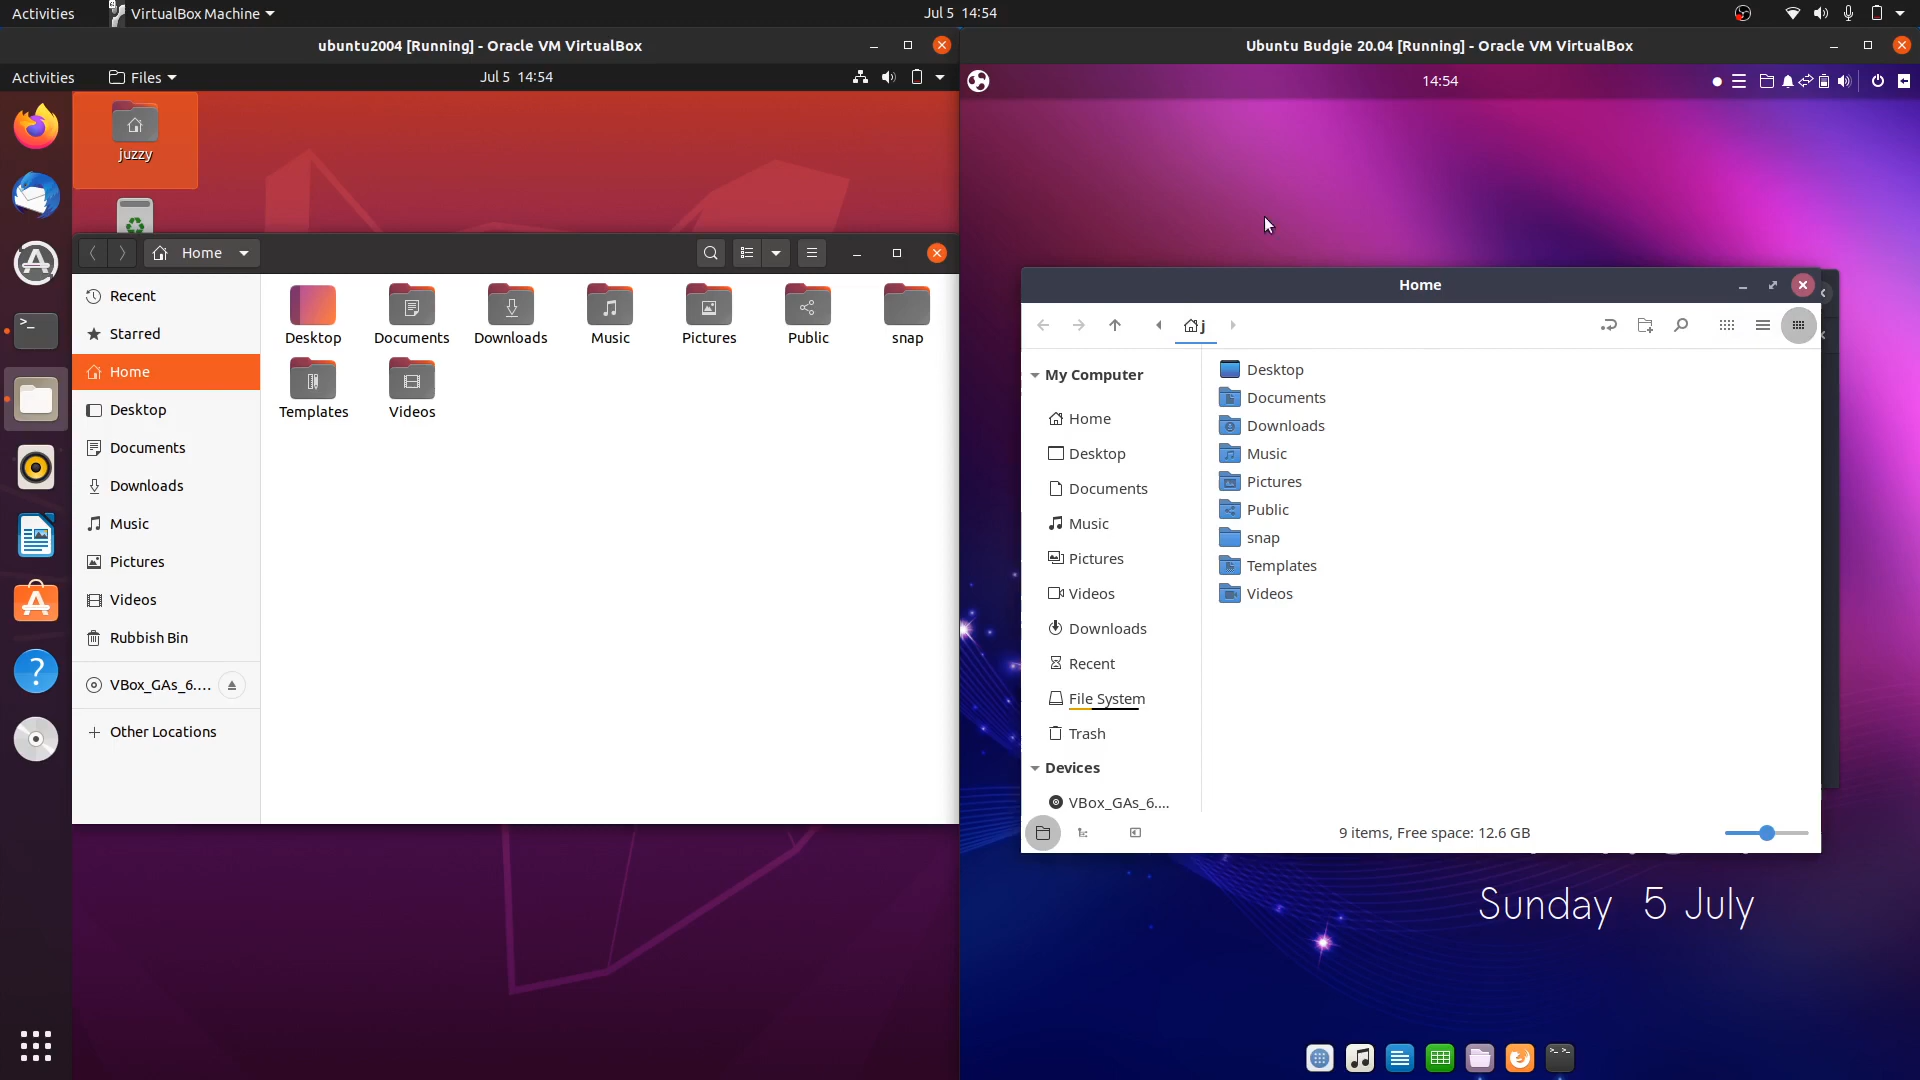 Activities
VirtualBox Machine
Jul 5 14:54
ubuntu2004 [Running] - Oracle VM VirtualBox
Activities
Files
Jul 5 14:54
juzzy
Home
Recent
Starred
Home
Desktop
Documents
Downloads
Music
Pictures
Videos
Rubbish Bin
VBox_GAs_6....
Other Locations
Desktop
Documents
Downloads
Music
Pictures
Public
snap
Templates
Videos
Ubuntu Budgie 20.04 [Running] - Oracle VM VirtualBox
14:54
Home
j
My Computer
Home
Desktop
Documents
Music
Pictures
Videos
Downloads
Recent
File System
Trash
Devices
VBox_GAs_6....
Desktop
Documents
Downloads
Music
Pictures
Public
snap
Templates
Videos
9 items, Free space: 12.6 GB
Sunday 5 July